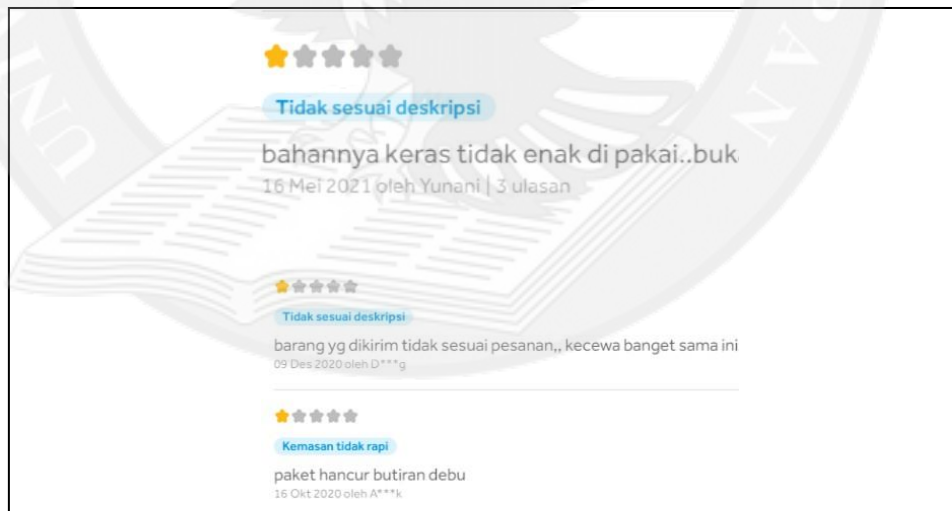 Tidak sesuai deskripsi
bahannya keras tidak enak di pakai..buk
16 Mei 2021 oleh Yunani | 3 ulasan
Tidak sesuai deskripsi
barang yg dikirim tidak sesuai pesanan,, kecewa banget sama ini
09 Des 2020 oleh D***g
Kemasan tidak rapi
paket hancur butiran debu
16 Okt 2020 oleh A***k